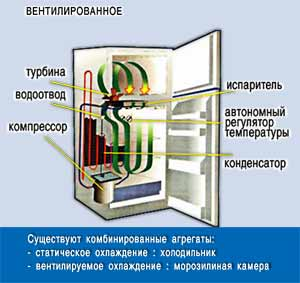 ВЕНТИЛИРОВАННОЕ
турбина
водоотвод
компрессор
испаритель
автономный
регулятор
температуры
конденсатор
Существуют комбинированные агрегаты:
- статическое охлаждение : холодильник
- вентилируемое охлаждение : морозилиная камера